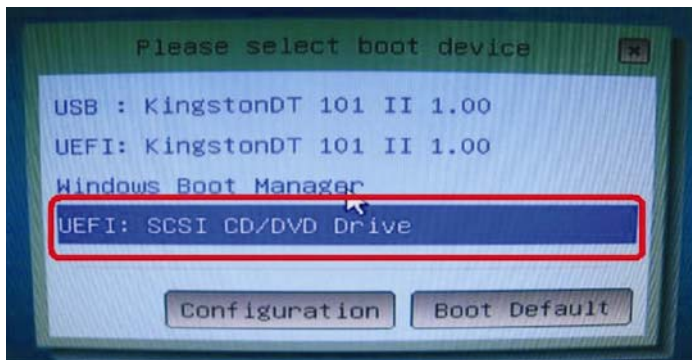 Please select boot device
USB : KingstonDT 101 II 1.00
UEFI: KingstonDT 101 II 1.00
Windows Boot Manager
UEFI: SCSI CD/DVD Drive
Configuration
Boot Default